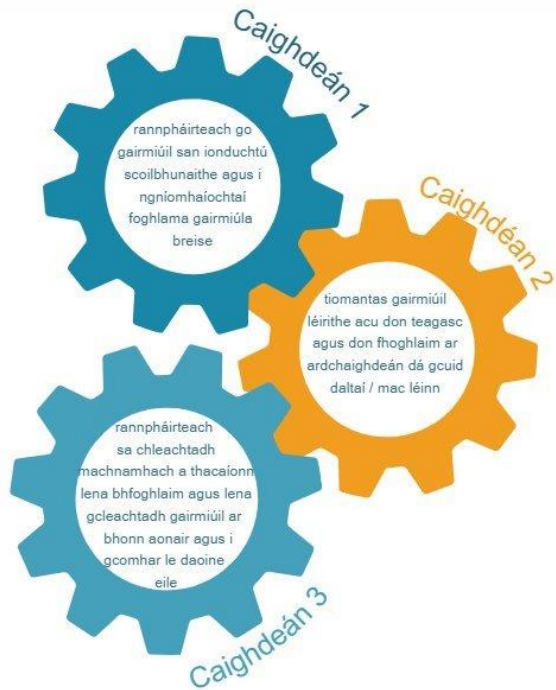 Caighdeán 1
rannpháirteach go
gairmiúil san ionduchtú
scoilbhunaithe agus i
ngníomhaíochtaí
foghlama gairmiúla
breise
Caighdéan 2
tiomantas gairmiúil
léirithe acu don teagasc
agus don fhoghlaim ar
ardchaighdeán dá gcuid
daltaí / mac léinn
rannpháirteach
sa chleachtadh
machnamhach a thacaíonn
lena bhfoghlaim agus lena
gcleachtadh gairmiúil ar
bhonn aonair agus i
gcomhar le daoine
eile
Caighdeán 3